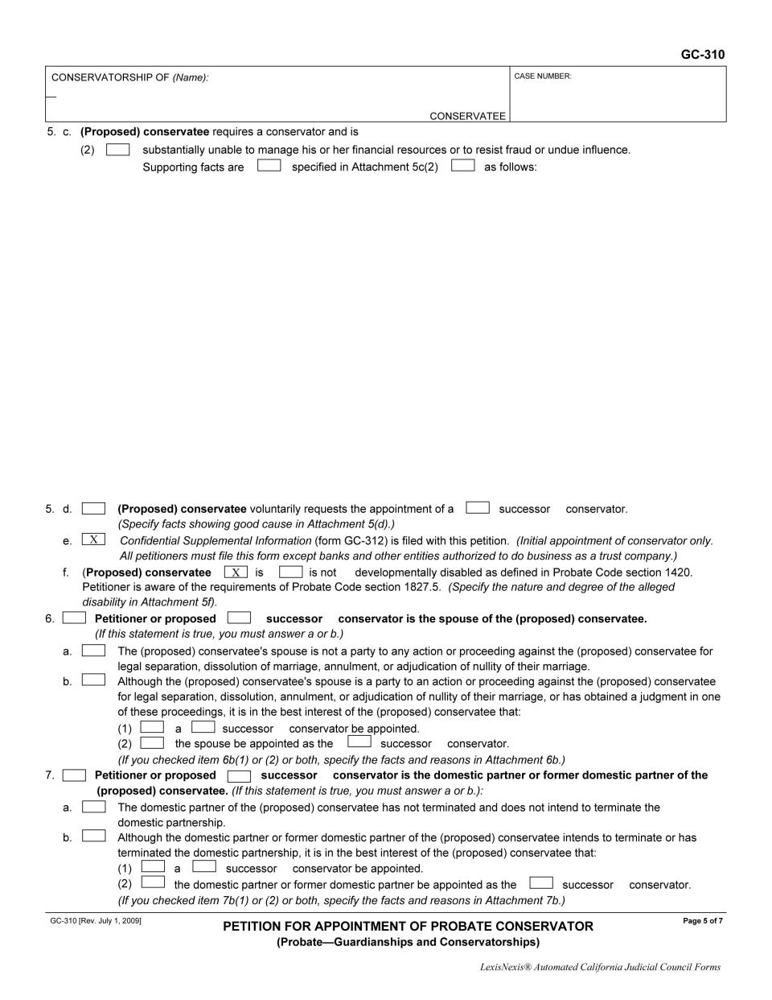 GC-310
CONSERVATORSHIP OF (Name):
CASE NUMBER:
CONSERVATEE
5. c. (Proposed) conservatee requires a conservator and is
(2) substantially unable to manage his or her financial resources or to resist fraud or undue influence.
Supporting facts are specified in Attachment 5c(2) as follows:
5. d. (Proposed) conservatee voluntarily requests the appointment of a successor conservator.
(Specify facts showing good cause in Attachment 5(d).)
e. X Confidential Supplemental Information (form GC-312) is filed with this petition. (Initial appointment of conservator only.
All petitioners must file this form except banks and other entities authorized to do business as a trust company.)
f. (Proposed) conservatee X is is not developmentally disabled as defined in Probate Code section 1420.
Petitioner is aware of the requirements of Probate Code section 1827.5. (Specify the nature and degree of the alleged
disability in Attachment 5f).
6. Petitioner or proposed successor conservator is the spouse of the (proposed) conservatee.
(If this statement is true, you must answer a or b.)
a. The (proposed) conservatee's spouse is not a party to any action or proceeding against the (proposed) conservatee for
legal separation, dissolution of marriage, annulment, or adjudication of nullity of their marriage.
b. Although the (proposed) conservatee's spouse is a party to an action or proceeding against the (proposed) conservatee
for legal separation, dissolution, annulment, or adjudication of nullity of their marriage, or has obtained a judgment in one
of these proceedings, it is in the best interest of the (proposed) conservatee that:
(1) a successor conservator be appointed.
(2) the spouse be appointed as the successor conservator.
(If you checked item 6b(1) or (2) or both, specify the facts and reasons in Attachment 6b.)
7. Petitioner or proposed successor conservator is the domestic partner or former domestic partner of the
(proposed) conservatee. (If this statement is true, you must answer a or b.):
a. The domestic partner of the (proposed) conservatee has not terminated and does not intend to terminate the
domestic partnership.
b. Although the domestic partner or former domestic partner of the (proposed) conservatee intends to terminate or has
terminated the domestic partnership, it is in the best interest of the (proposed) conservatee that:
(1) a successor conservator be appointed.
(2) the domestic partner or former domestic partner be appointed as the successor conservator.
(If you checked item 7b(1) or (2) or both, specify the facts and reasons in Attachment 7b.)
GC-310 [Rev. July 1, 2009]
PETITION FOR APPOINTMENT OF PROBATE CONSERVATOR
Page 5 of 7
(Probate—Guardianships and Conservatorships)
LexisNexis® Automated California Judicial Council Forms